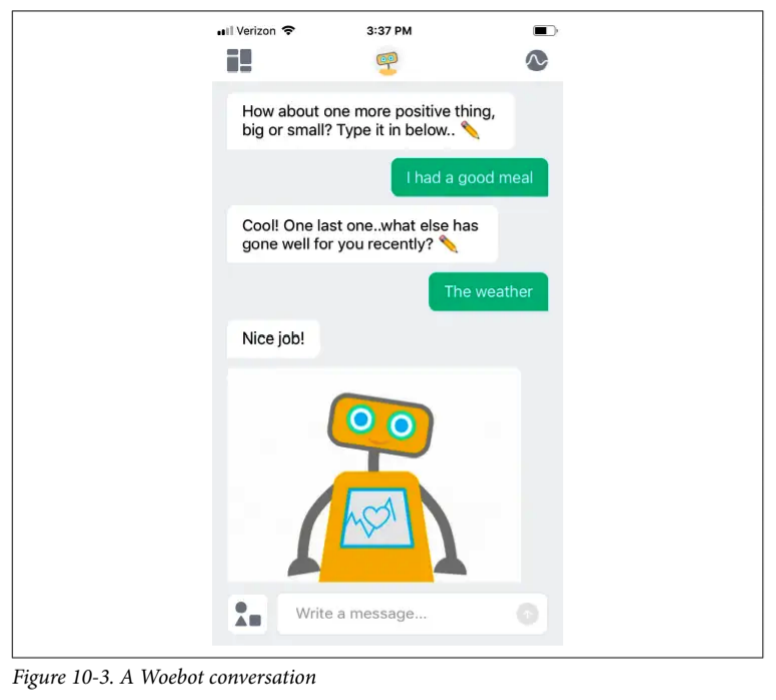 Verizon 3:37 PM
How about one more positive thing,
big or small? Type it in below.. ✏️
I had a good meal
Cool! One last one..what else has
gone well for you recently? ✏️
The weather
Nice job!
Write a message...
Figure 10-3. A Woebot conversation